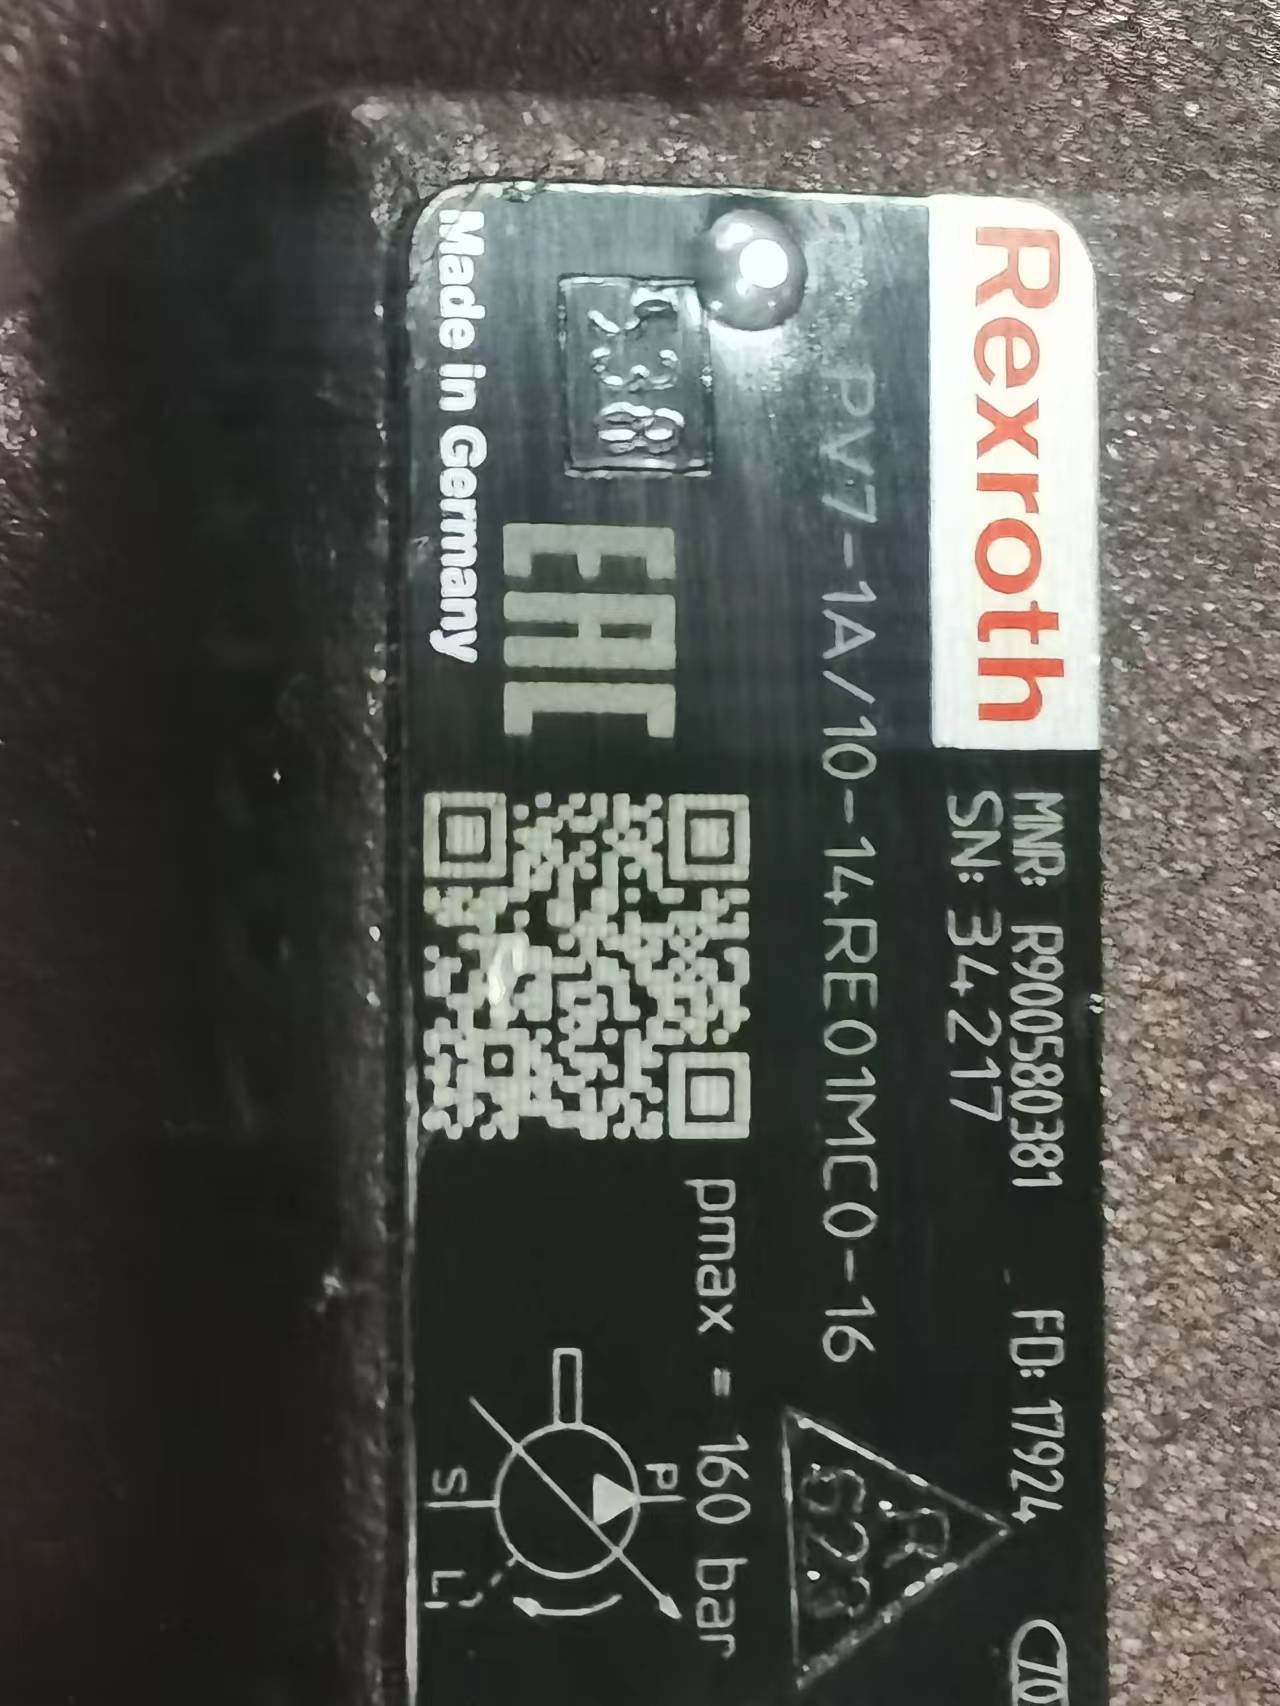 Rexroth
MNR: R900580381
FD: 17924
SN: 34217
PV7-1A/10-14RE01MC0-16
R
pmax = 160 bar
EAC
Made in Germany
P
S
L1